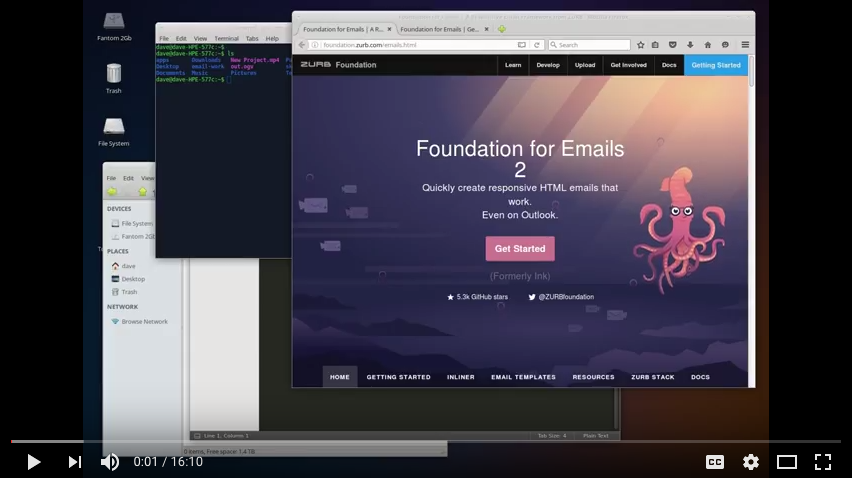 Fantom 2Gb
Trash
File System
File Edit View Terminal Tabs Help
dave@dave-HPE-577c:~$
dave@dave-HPE-577c:~$ ls
apps Downloads New Project.mp4
Desktop email-work out.ogv
Documents Music Pictures
dave@dave-HPE-577c:~$
File Edit View
DEVICES
File System
Fantom 2GB
PLACES
dave
Desktop
Trash
NETWORK
Browse Network
Foundation for Emails | A R...
Foundation for Emails | Ge...
foundation.zurb.com/emails.html
Search
ZURB Foundation
Learn Develop Upload Get Involved Docs Getting Started
Foundation for Emails
2
Quickly create responsive HTML emails that
work.
Even on Outlook.
Get Started
(Formerly Ink)
5.3k GitHub stars @ZURBfoundation
HOME GETTING STARTED INLINER EMAIL TEMPLATES RESOURCES ZURB STACK DOCS
Line 1, Column 1 Tab Size: 4 Plain Text
0 items, Free space: 1.4 TB
0:01 / 16:10
CC